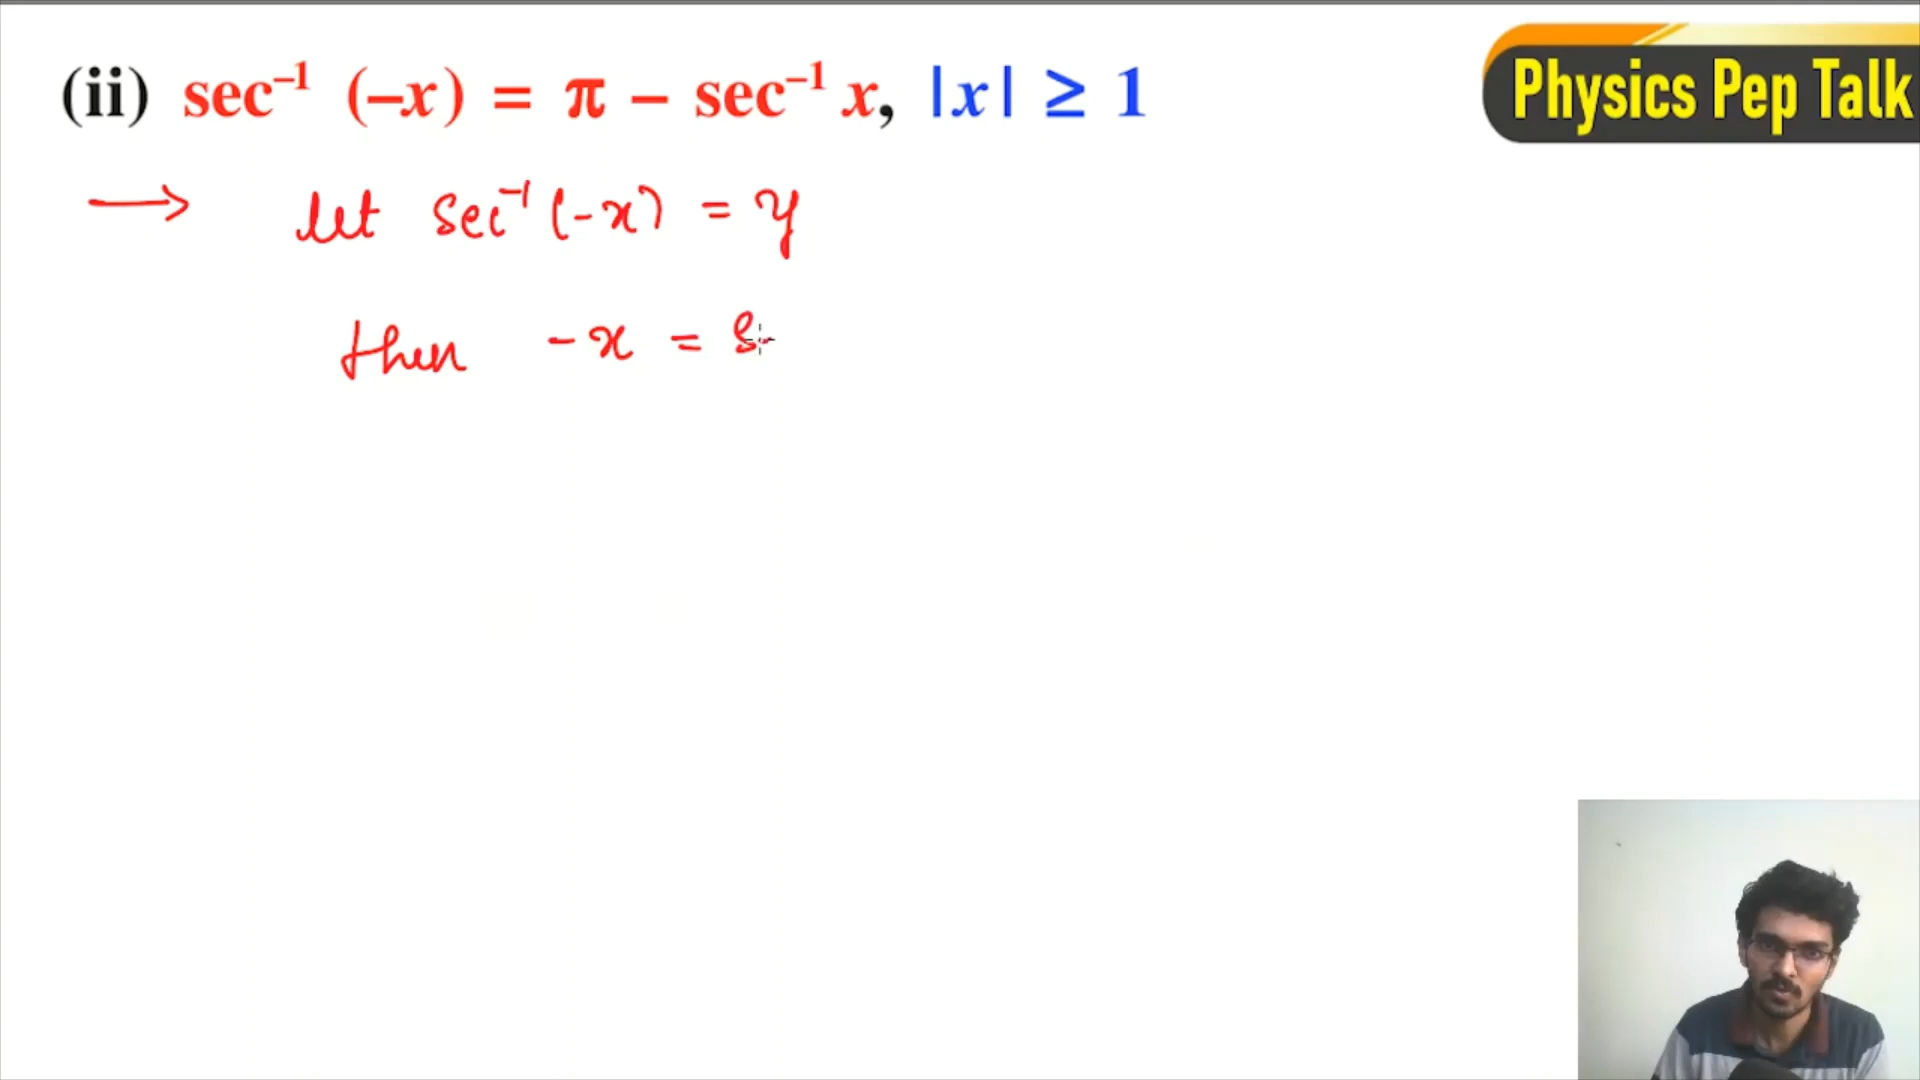 (ii) sec⁻¹ (–x) = π – sec⁻¹ x, |x| ≥ 1
Physics Pep Talk
let sec⁻¹(-x) = y
then -x = s